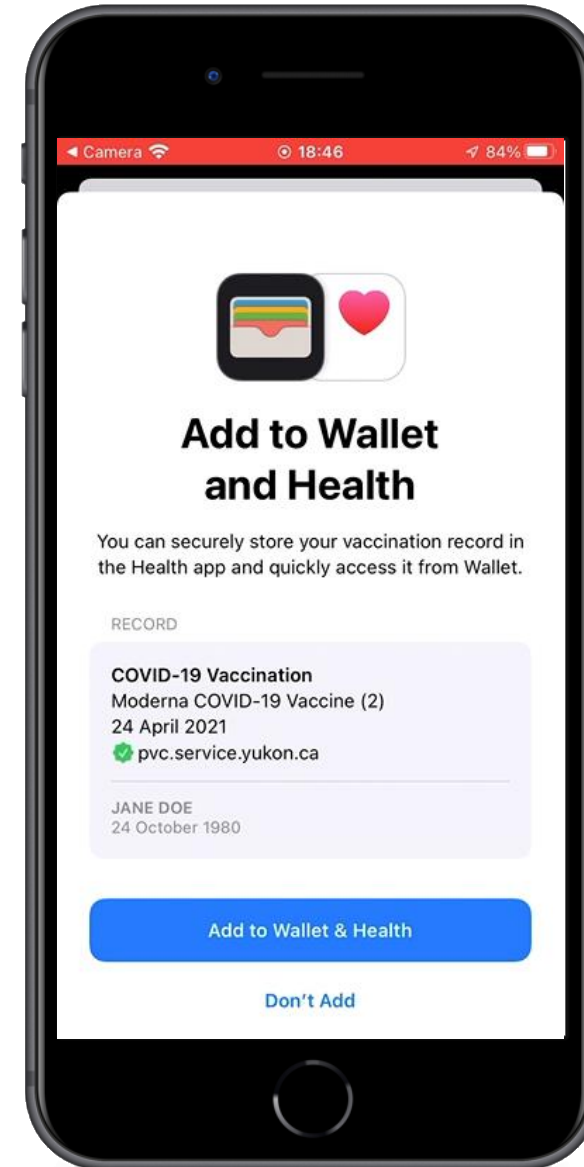 Camera 18:46 84%
Add to Wallet
and Health
You can securely store your vaccination record in
the Health app and quickly access it from Wallet.
RECORD
COVID-19 Vaccination
Moderna COVID-19 Vaccine (2)
24 April 2021
pvc.service.yukon.ca
JANE DOE
24 October 1980
Add to Wallet & Health
Don't Add